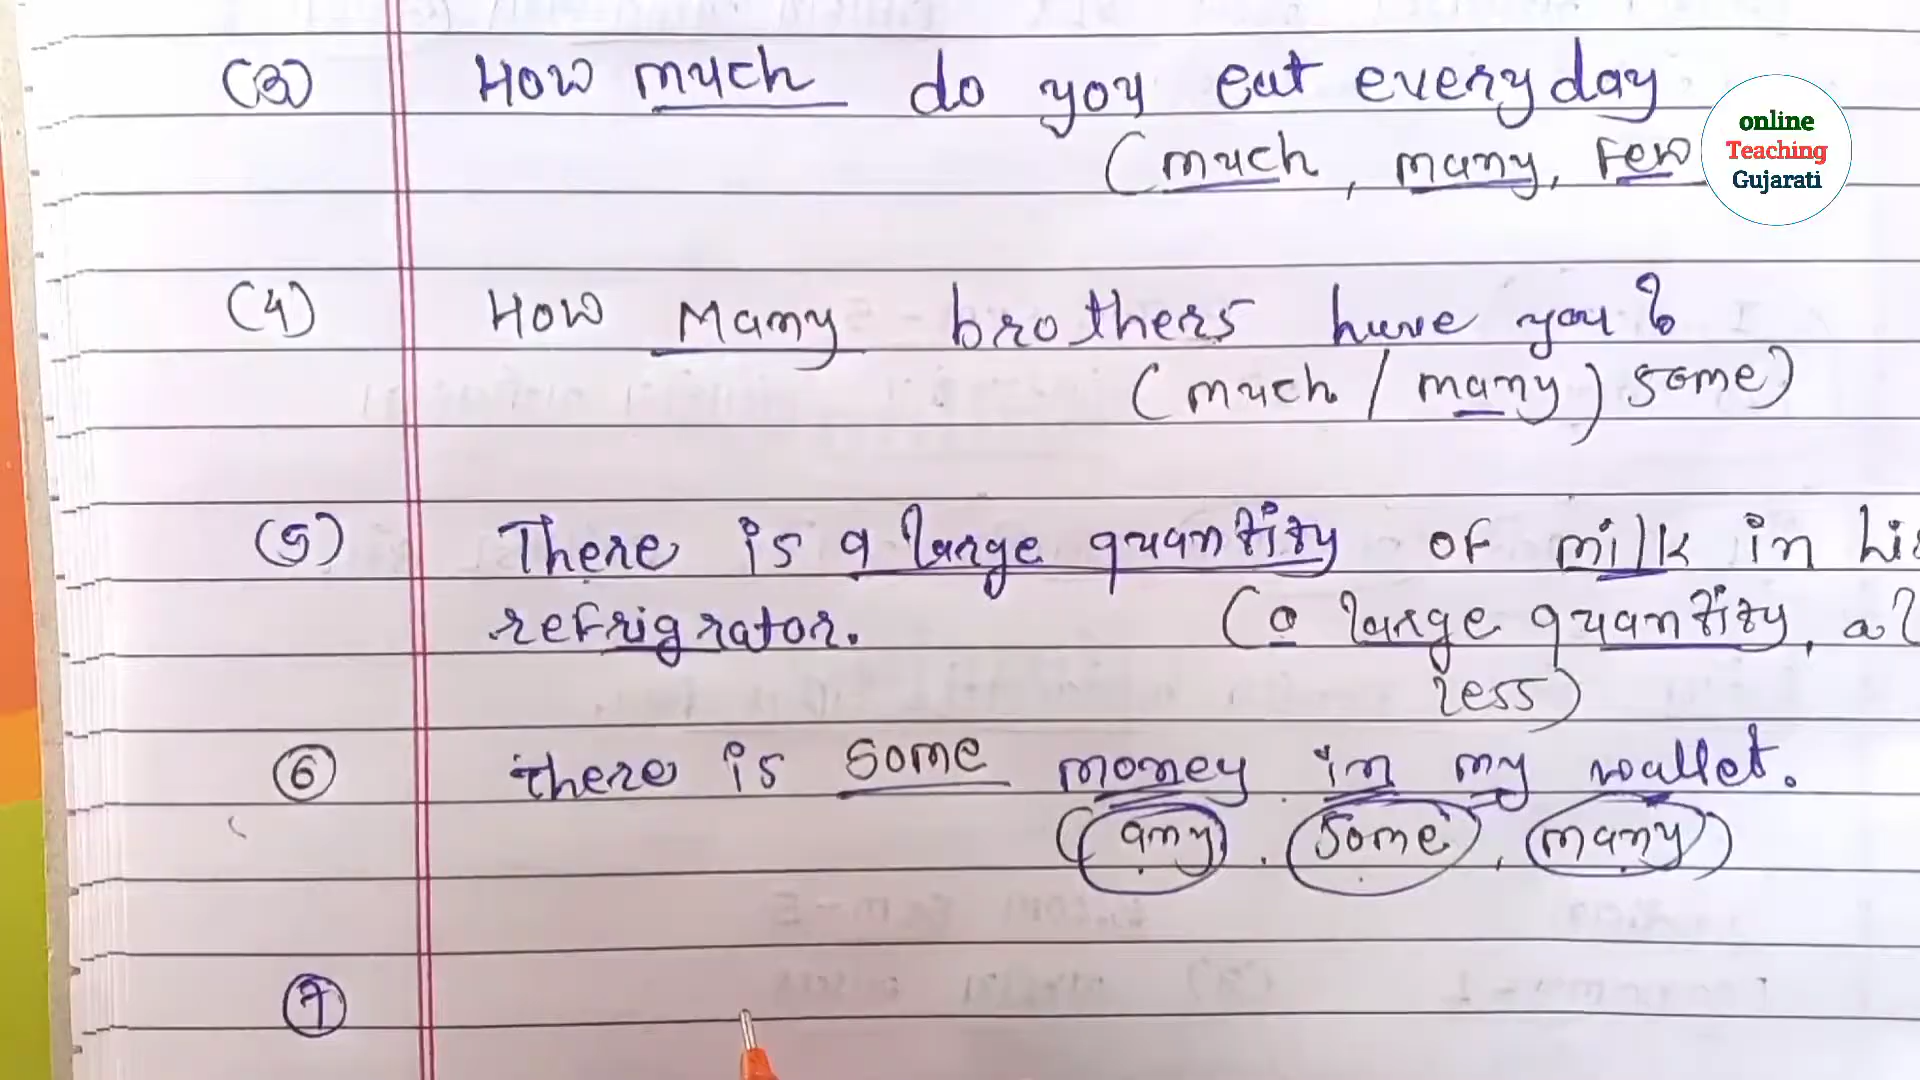 (3) How much do you eat everyday
(much, many, Few
(4) How Many brothers have you?
(much / many) some)
(5) There is a large quantity of milk in his
refrigrator. (a large quantity, al
less)
6 there is some money in my wallet.
(any, some, many)
7
online
Teaching
Gujarati